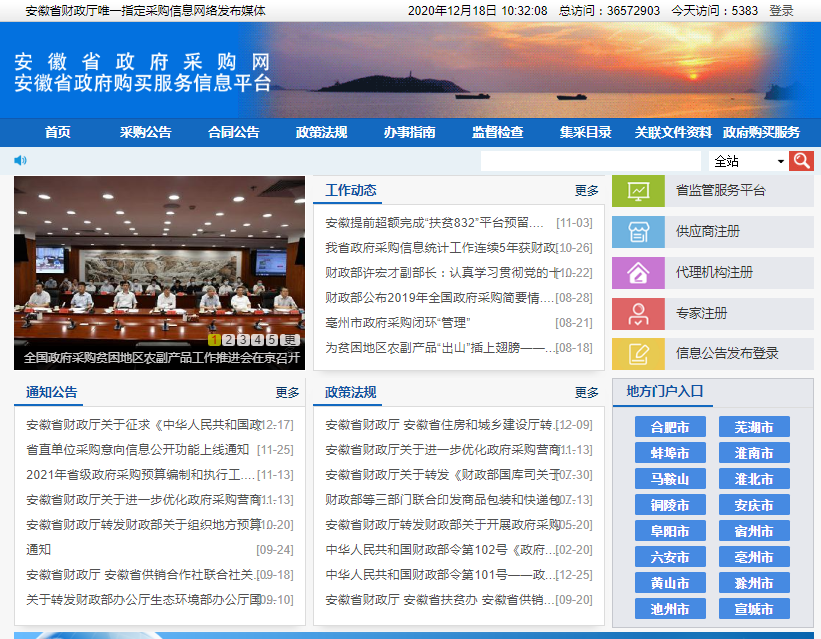 安徽省财政厅唯一指定采购信息网络发布媒体 2020年12月18日 10:32:08 总访问：36572903 今天访问：5383 登录
安徽省政府采购网
安徽省政府购买服务信息平台
首页 采购公告 合同公告 政策法规 办事指南 监督检查 集采目录 关联文件资料 政府购买服务
全站
1 2 3 4 5 更
全国政府采购贫困地区农副产品工作推进会在京召开
工作动态 更多
安徽提前超额完成“扶贫832”平台预留.... [11-03]
我省政府采购信息统计工作连续5年获财政 [10-26]
财政部许宏才副部长：认真学习贯彻党的十 10-22]
财政部公布2019年全国政府采购简要情.... [08-28]
亳州市政府采购闭环“管理” [08-21]
为贫困地区农副产品“出山”插上翅膀——... [08-18]
省监管服务平台
供应商注册
代理机构注册
专家注册
信息公告发布登录
通知公告 更多
安徽省财政厅关于征求《中华人民共和国政 12-17]
省直单位采购意向信息公开功能上线通知 [11-25]
2021年省级政府采购预算编制和执行工.... [11-13]
安徽省财政厅关于进一步优化政府采购营商 11-13]
安徽省财政厅转发财政部关于组织地方预算 10-20]
通知 [09-24]
安徽省财政厅 安徽省供销合作社联合社关. [09-18]
关于转发财政部办公厅生态环境部办公厅国 09-10]
政策法规 更多
安徽省财政厅 安徽省住房和城乡建设厅转. [12-09]
安徽省财政厅关于进一步优化政府采购营商 11-13]
安徽省财政厅关于转发《财政部国库司关于 07-30]
财政部等三部门联合印发商品包装和快递包 07-13]
安徽省财政厅转发财政部关于开展政府采购 05-20]
中华人民共和国财政部令第102号《政府... [02-20]
中华人民共和国财政部令第101号——政... [12-25]
安徽省财政厅 安徽省扶贫办 安徽省供销... [09-20]
地方门户入口
合肥市 芜湖市
蚌埠市 淮南市
马鞍山 淮北市
铜陵市 安庆市
阜阳市 宿州市
六安市 亳州市
黄山市 滁州市
池州市 宣城市